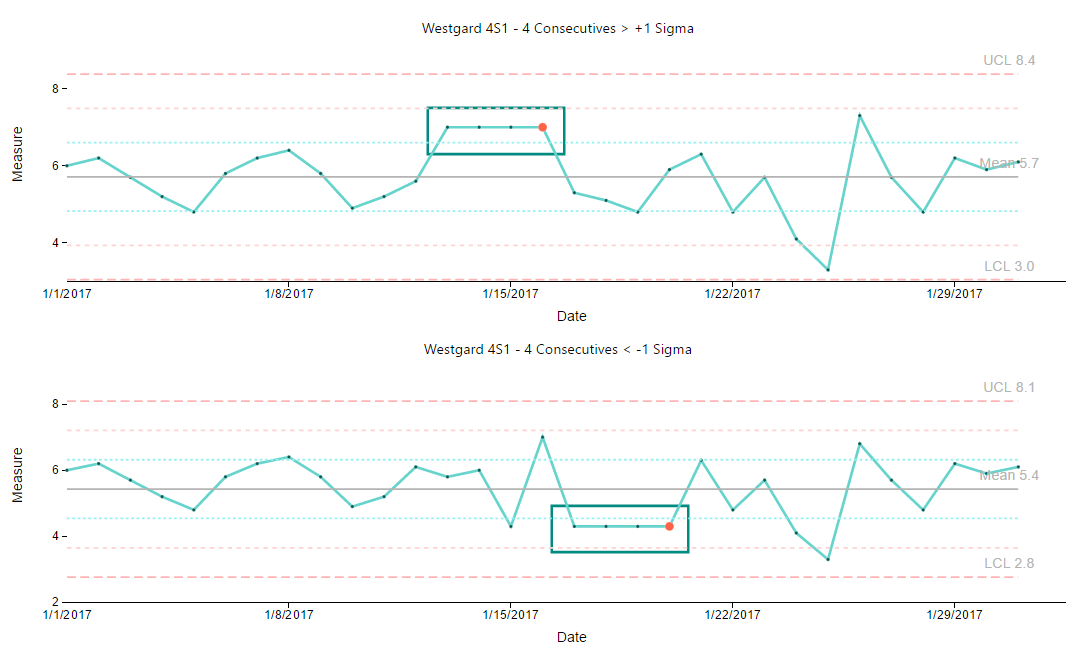 Westgard 4S1 - 4 Consecutives > +1 Sigma
UCL 8.4
8
Measure
6
Mean 5.7
4
LCL 3.0
1/1/2017 1/8/2017 1/15/2017 1/22/2017 1/29/2017
Date
Westgard 4S1 - 4 Consecutives < -1 Sigma
UCL 8.1
8
Measure
6
Mean 5.4
4
LCL 2.8
2
1/1/2017 1/8/2017 1/15/2017 1/22/2017 1/29/2017
Date